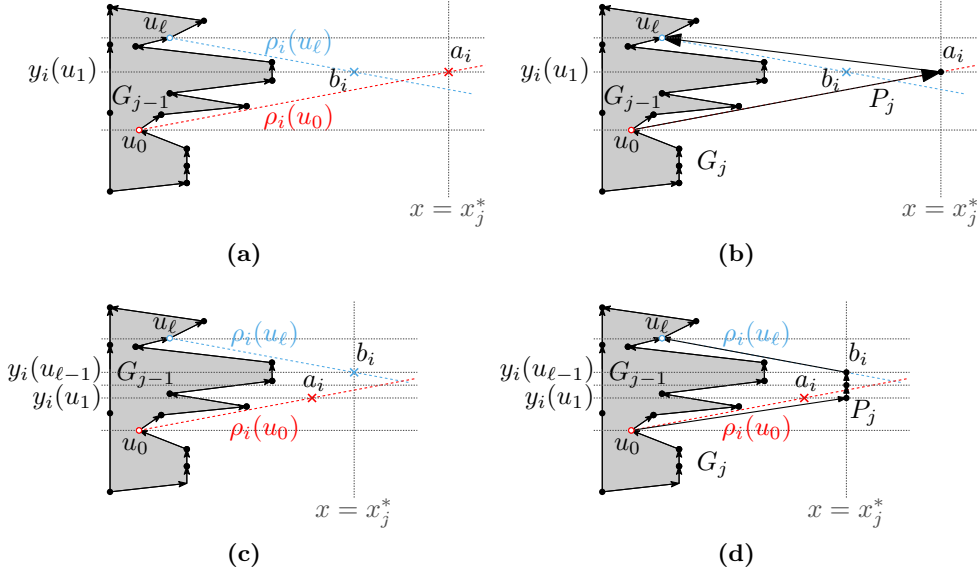 u_ℓ
ρ_i(u_ℓ)
a_i
y_i(u_1)
b_i
G_{j−1}
ρ_i(u_0)
u_0
x = x_j^*
(a)
u_ℓ
a_i
y_i(u_1)
b_i
G_{j−1}
P_j
u_0
G_j
x = x_j^*
(b)
u_ℓ
ρ_i(u_ℓ)
b_i
y_i(u_{ℓ−1})
G_{j−1}
a_i
y_i(u_1)
ρ_i(u_0)
u_0
x = x_j^*
(c)
u_ℓ
ρ_i(u_ℓ)
b_i
y_i(u_{ℓ−1})
G_{j−1}
a_i
y_i(u_1)
P_j
ρ_i(u_0)
u_0
G_j
x = x_j^*
(d)